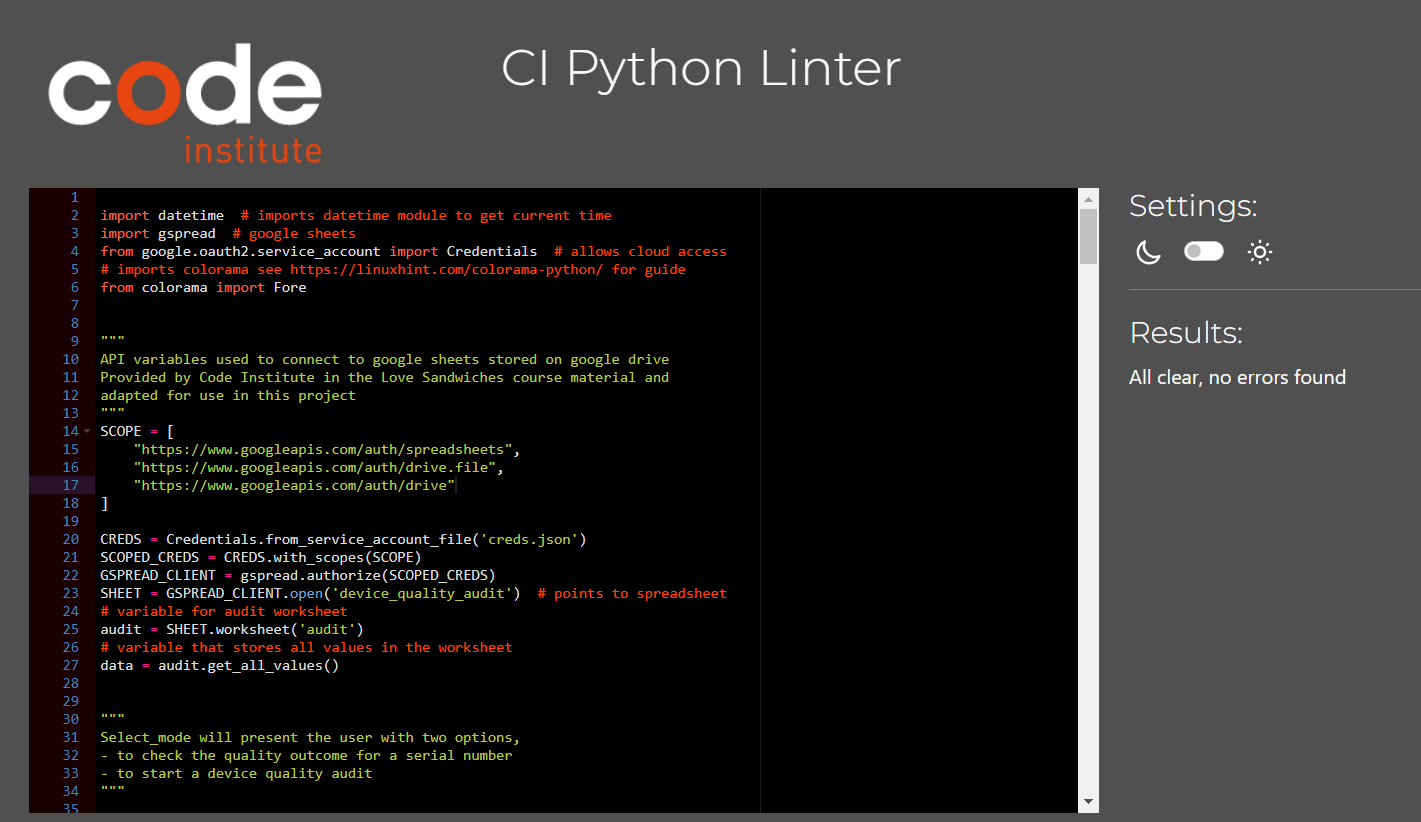 code
institute
CI Python Linter
1
2 import datetime  # imports datetime module to get current time
3 import gspread  # google sheets
4 from google.oauth2.service_account import Credentials  # allows cloud access
5 # imports colorama see https://linuxhint.com/colorama-python/ for guide
6 from colorama import Fore
7
8
9 """
10 API variables used to connect to google sheets stored on google drive
11 Provided by Code Institute in the Love Sandwiches course material and
12 adapted for use in this project
13 """
14 SCOPE = [
15     "https://www.googleapis.com/auth/spreadsheets",
16     "https://www.googleapis.com/auth/drive.file",
17     "https://www.googleapis.com/auth/drive"
18 ]
19
20 CREDS = Credentials.from_service_account_file('creds.json')
21 SCOPED_CREDS = CREDS.with_scopes(SCOPE)
22 GSPREAD_CLIENT = gspread.authorize(SCOPED_CREDS)
23 SHEET = GSPREAD_CLIENT.open('device_quality_audit')  # points to spreadsheet
24 # variable for audit worksheet
25 audit = SHEET.worksheet('audit')
26 # variable that stores all values in the worksheet
27 data = audit.get_all_values()
28
29
30 """
31 Select_mode will present the user with two options,
32 - to check the quality outcome for a serial number
33 - to start a device quality audit
34 """
35
Settings:
Results:
All clear, no errors found